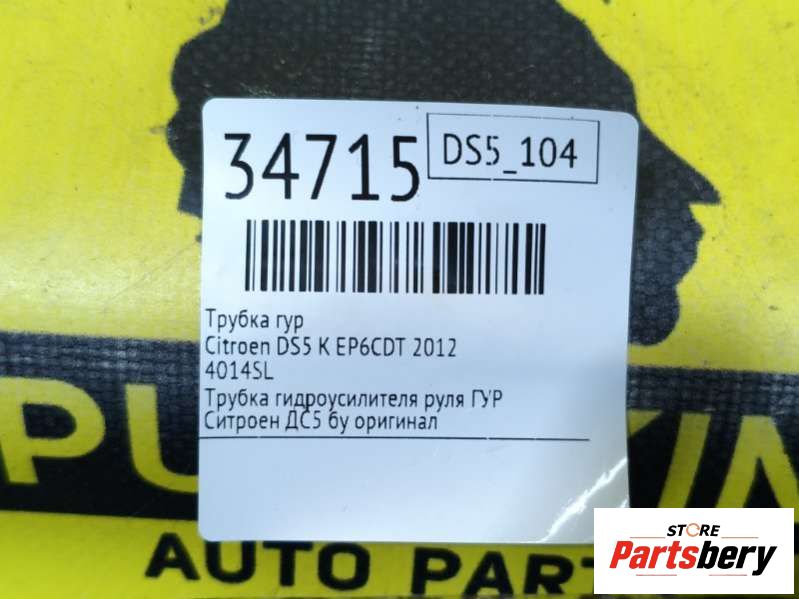 34715
DS5_104
Трубка гур
Citroen DS5 K EP6CDT 2012
4014SL
Трубка гидроусилителя руля ГУР
Ситроен ДС5 бу оригинал
AUTO PART
STORE
Partsbery